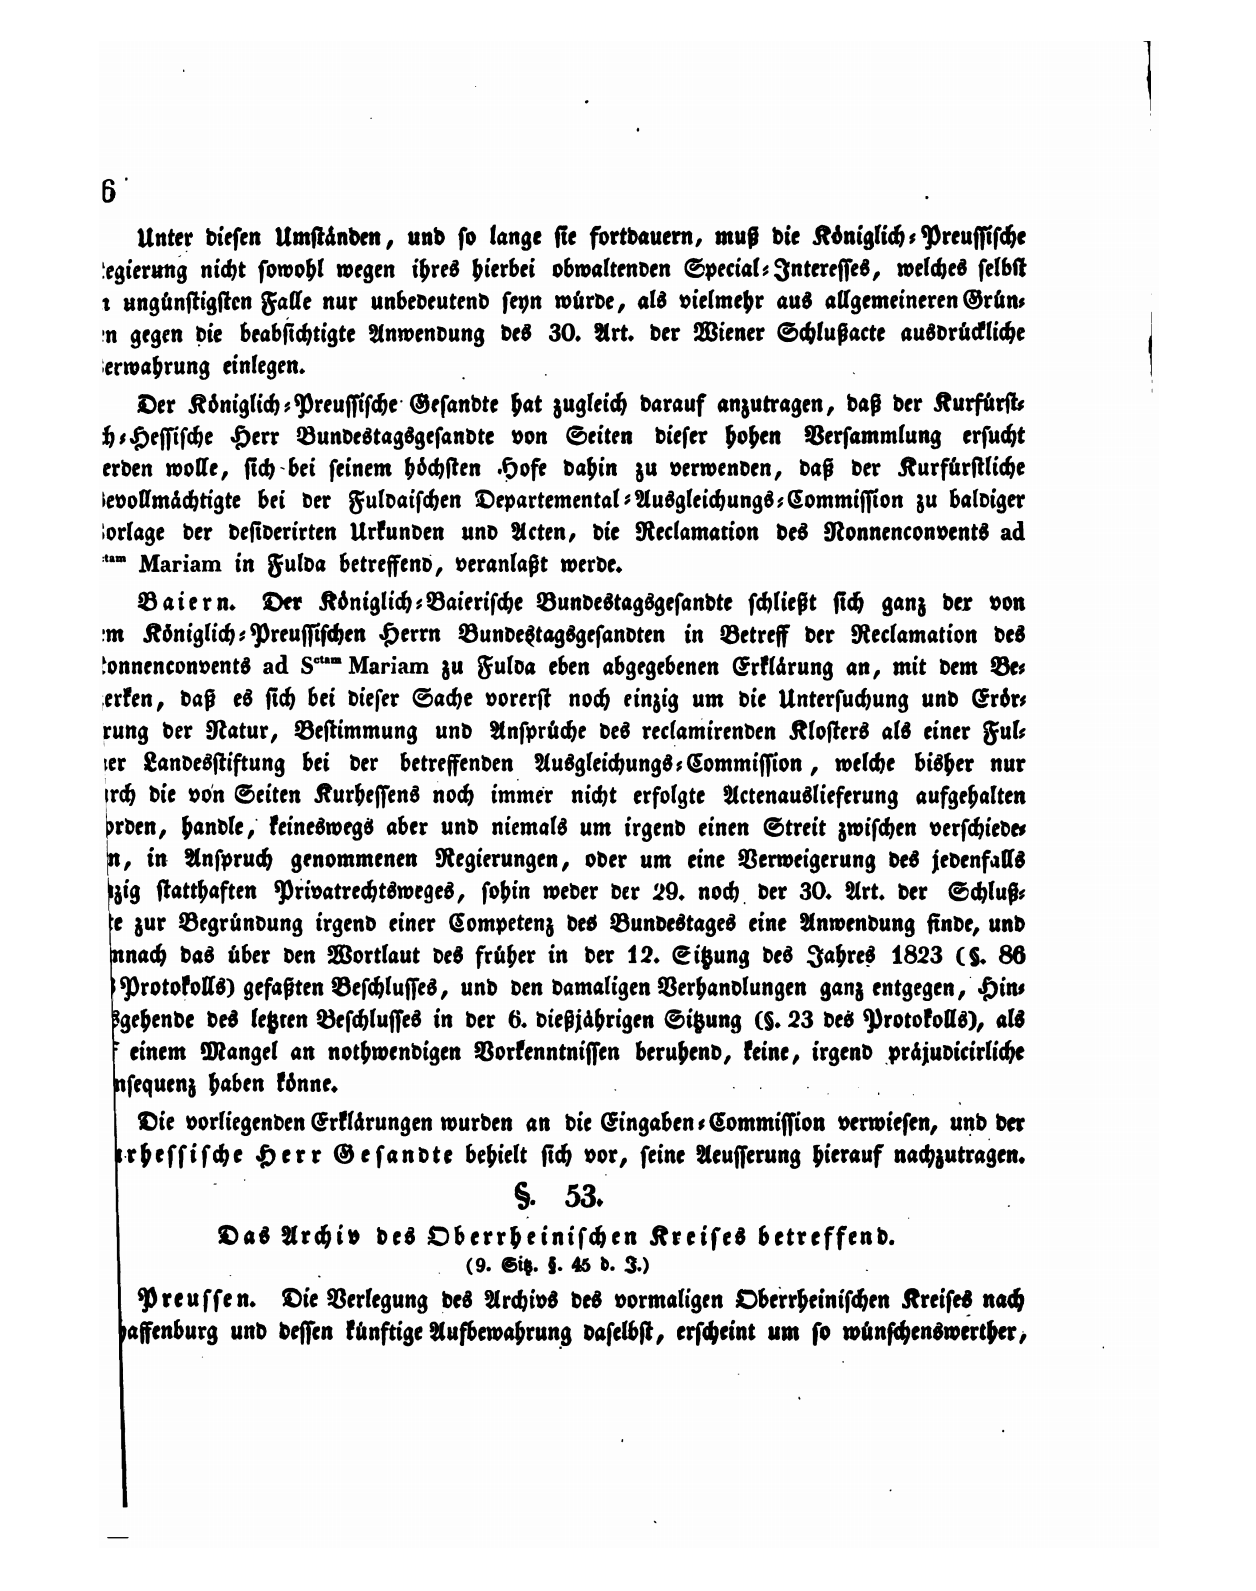 6
Unter diesen Umständen, und so lange sie fortdauern, muß die Königlich-Preussische
egierung nicht sowohl wegen ihres hierbei obwaltenden Special-Interesses, welches selbst
ungünstigsten Falle nur unbedeutend seyn würde, als vielmehr aus allgemeineren Grün-
n gegen die beabsichtigte Anwendung des 30. Art. der Wiener Schlußacte ausdrückliche
erwahrung einlegen.
Der Königlich-Preussische Gesandte hat zugleich darauf anzutragen, daß der Kurfürst-
h-Hessische Herr Bundestagsgesandte von Seiten dieser hohen Versammlung ersucht
erden wolle, sich bei seinem höchsten Hofe dahin zu verwenden, daß der Kurfürstliche
evollmächtigte bei der Fuldaischen Departemental-Ausgleichungs-Commission zu baldiger
orlage der desiderirten Urkunden und Acten, die Reclamation des Nonnenconvents ad
tam Mariam in Fulda betreffend, veranlaßt werde.
Baiern. Der Königlich-Baierische Bundestagsgesandte schließt sich ganz der von
m Königlich-Preussischen Herrn Bundestagsgesandten in Betreff der Reclamation des
onnenconvents ad Sctam Mariam zu Fulda eben abgegebenen Erklärung an, mit dem Be-
erken, daß es sich bei dieser Sache vorerst noch einzig um die Untersuchung und Erör-
rung der Natur, Bestimmung und Ansprüche des reclamirenden Klosters als einer Ful-
er Landesstiftung bei der betreffenden Ausgleichungs-Commission, welche bisher nur
rch die von Seiten Kurhessens noch immer nicht erfolgte Actenauslieferung aufgehalten
orden, handle, keineswegs aber und niemals um irgend einen Streit zwischen verschiede-
n, in Anspruch genommenen Regierungen, oder um eine Verweigerung des jedenfalls
zig statthaften Privatrechtsweges, sohin weder der 29. noch der 30. Art. der Schluß-
te zur Begründung irgend einer Competenz des Bundestages eine Anwendung finde, und
nnach das über den Wortlaut des früher in der 12. Sitzung des Jahres 1823 (§. 86
Protokolls) gefaßten Beschlusses, und den damaligen Verhandlungen ganz entgegen, Hin-
sgehende des letzten Beschlusses in der 6. dießjährigen Sitzung (§. 23 des Protokolls), als
f einem Mangel an nothwendigen Vorkenntnissen beruhend, keine, irgend präjudicirliche
nsequenz haben könne.
Die vorliegenden Erklärungen wurden an die Eingaben-Commission verwiesen, und der
rhessische Herr Gesandte behielt sich vor, seine Aeusserung hierauf nachzutragen.
§. 53.
Das Archiv des Oberrheinischen Kreises betreffend.
(9. Sitz. §. 45 d. J.)
Preussen. Die Verlegung des Archivs des vormaligen Oberrheinischen Kreises nach
haffenburg und dessen künftige Aufbewahrung daselbst, erscheint um so wünschenswerther,